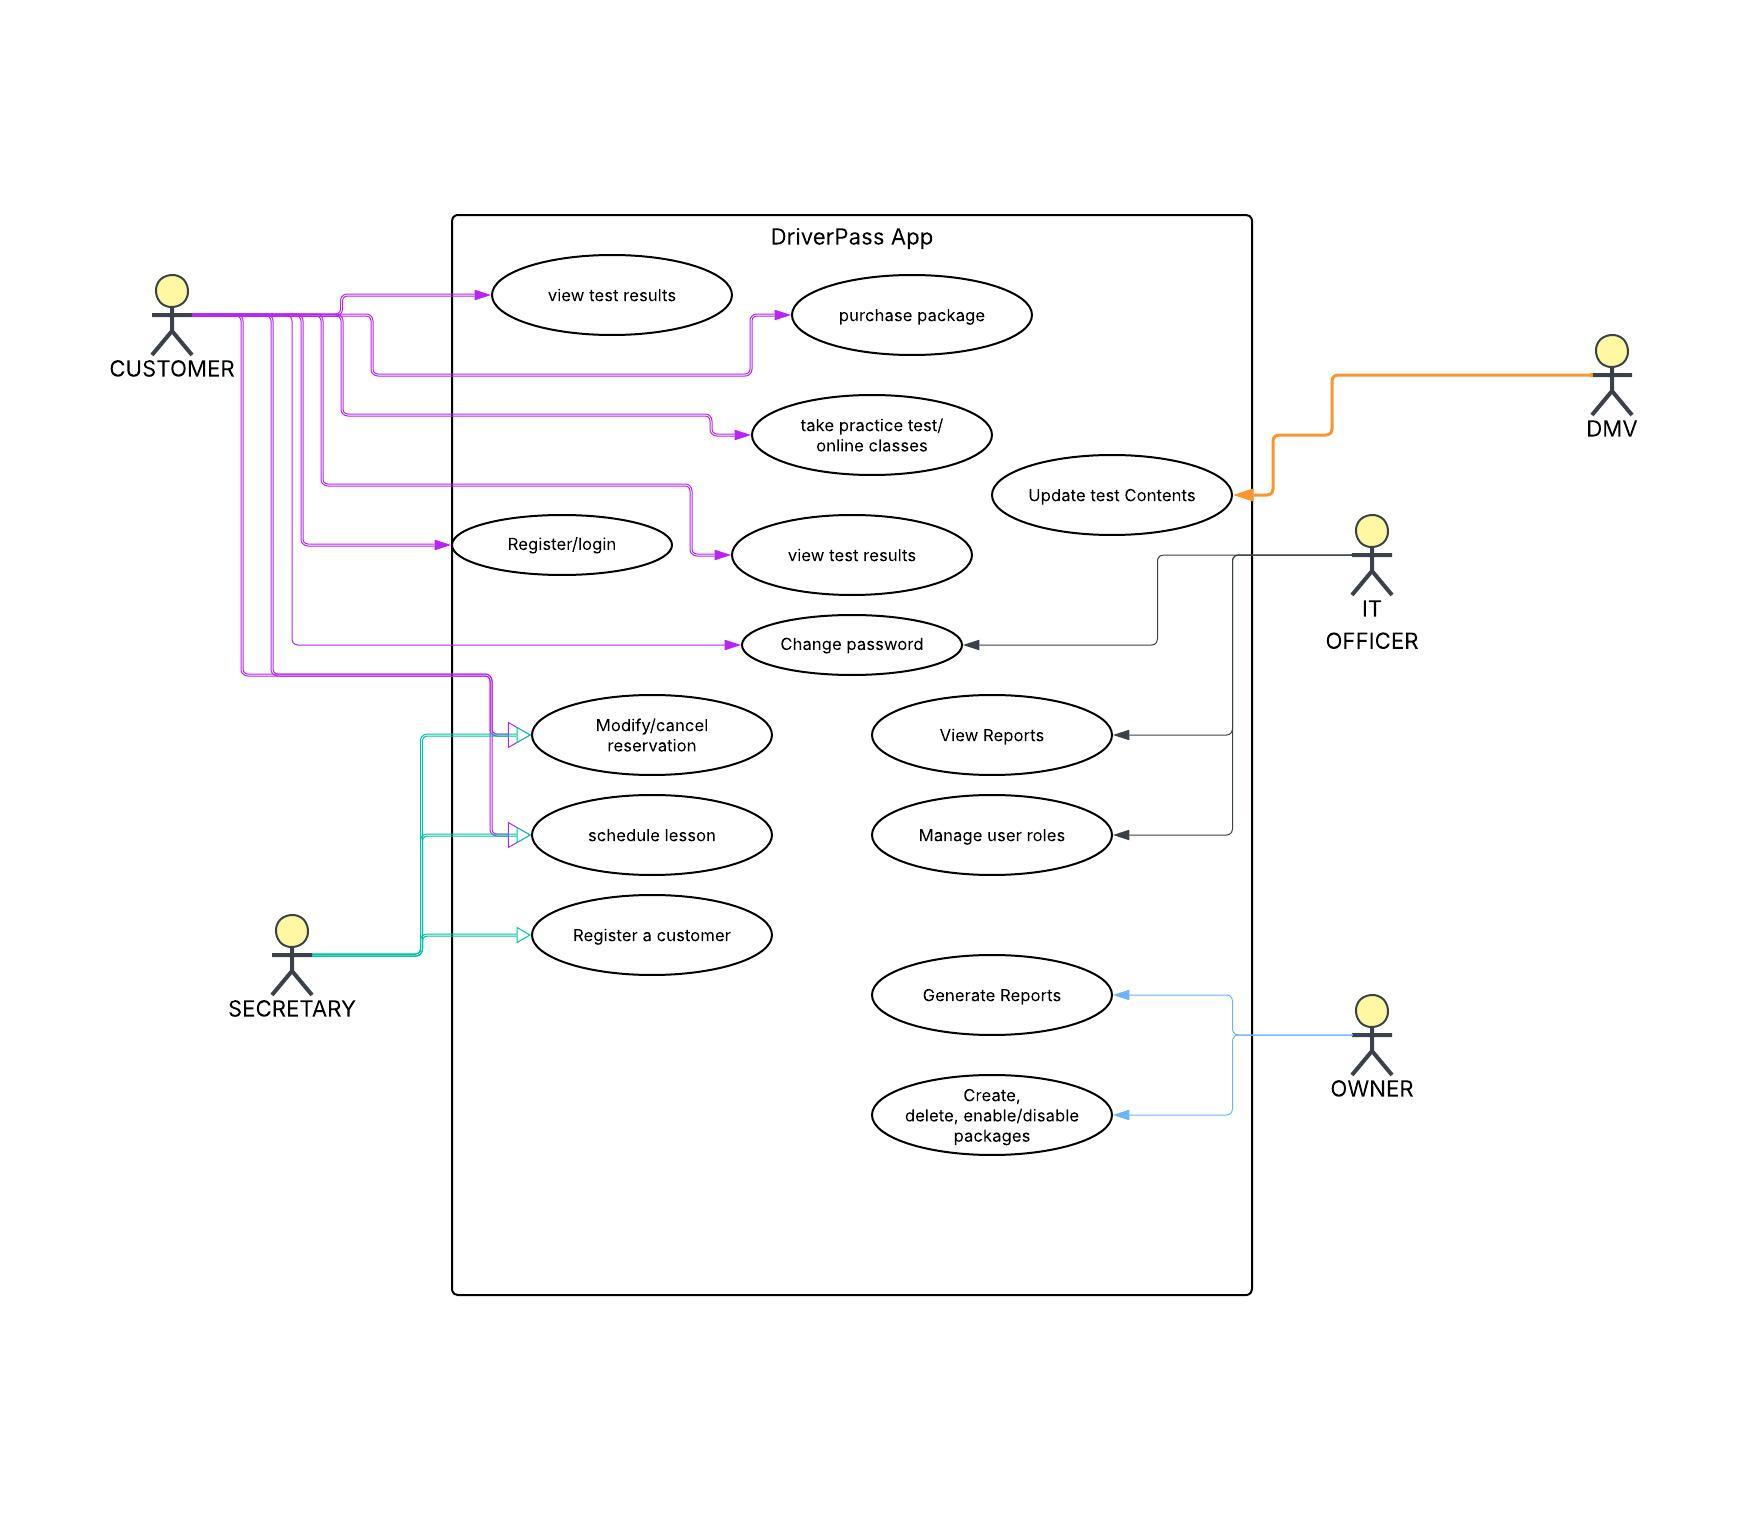 DriverPass App
view test results
purchase package
CUSTOMER
take practice test/
online classes
DMV
Update test Contents
Register/login
view test results
IT
OFFICER
Change password
Modify/cancel
reservation
View Reports
schedule lesson
Manage user roles
Register a customer
SECRETARY
Generate Reports
OWNER
Create,
delete, enable/disable
packages